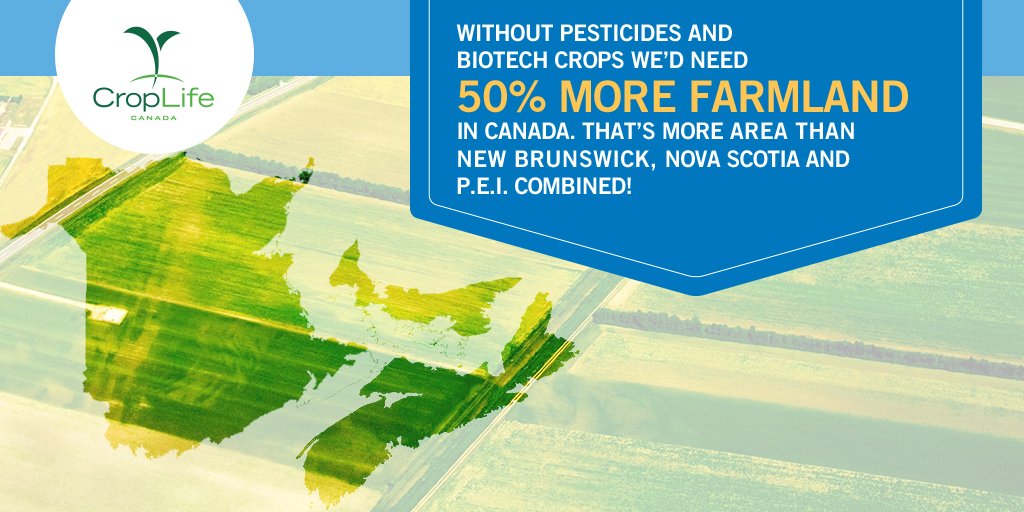 CropLife
CANADA
WITHOUT PESTICIDES AND
BIOTECH CROPS WE'D NEED
50% MORE FARMLAND
IN CANADA. THAT'S MORE AREA THAN
NEW BRUNSWICK, NOVA SCOTIA AND
P.E.I. COMBINED!